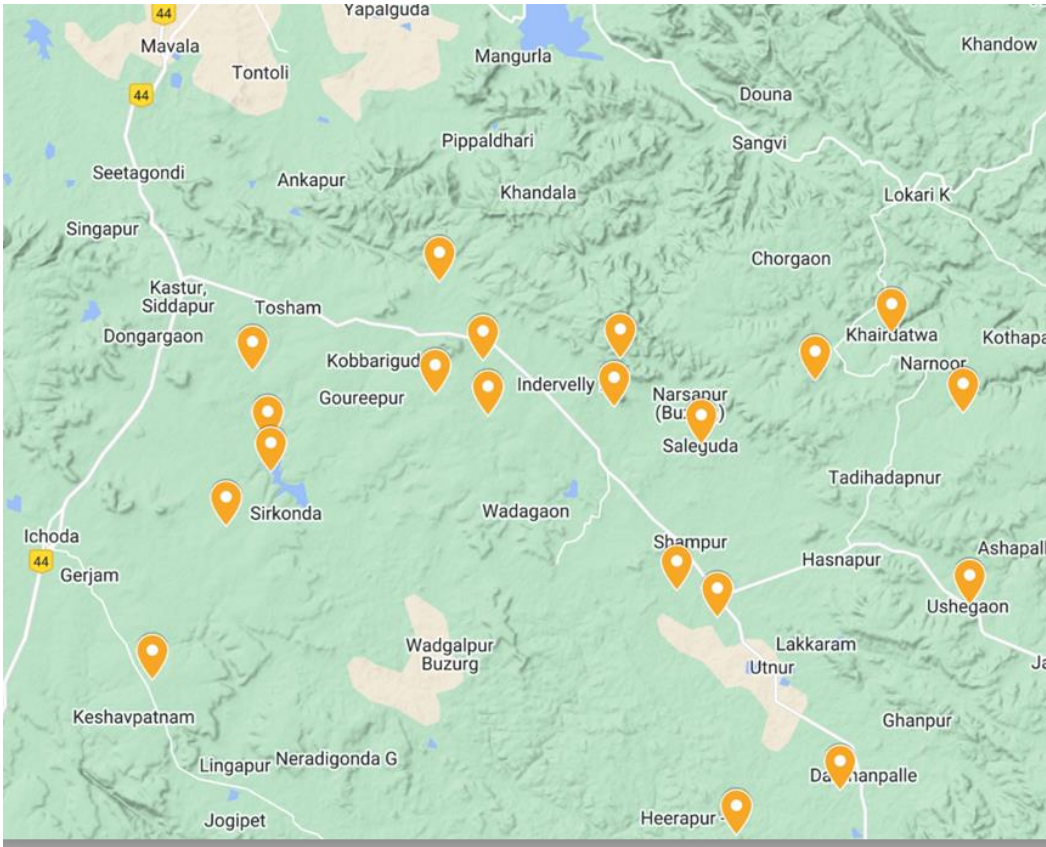 Yapalguda
44
Mavala
Khandow
Mangurla
Tontoli
44
Douna
Pippaldhari
Sangvi
Seetagondi
Ankapur
Khandala
Lokari K
Singapur
Chorgaon
Kastur,
Siddapur
Tosham
Dongargaon
Khairdatwa
Kothapa
Kobbarigud
Narnoor
Indervelly
Goureepur
Narsapur
Saleguda
Tadihadapnur
Sirkonda
Wadagaon
Ichoda
Shampur
Ashapall
44
Hasnapur
Gerjam
Ushegaon
Wadgalpur
Buzurg
Lakkaram
Utnur
Keshavpatnam
Ghanpur
Lingapur
Neradigonda G
Heerapur -
Jogipet